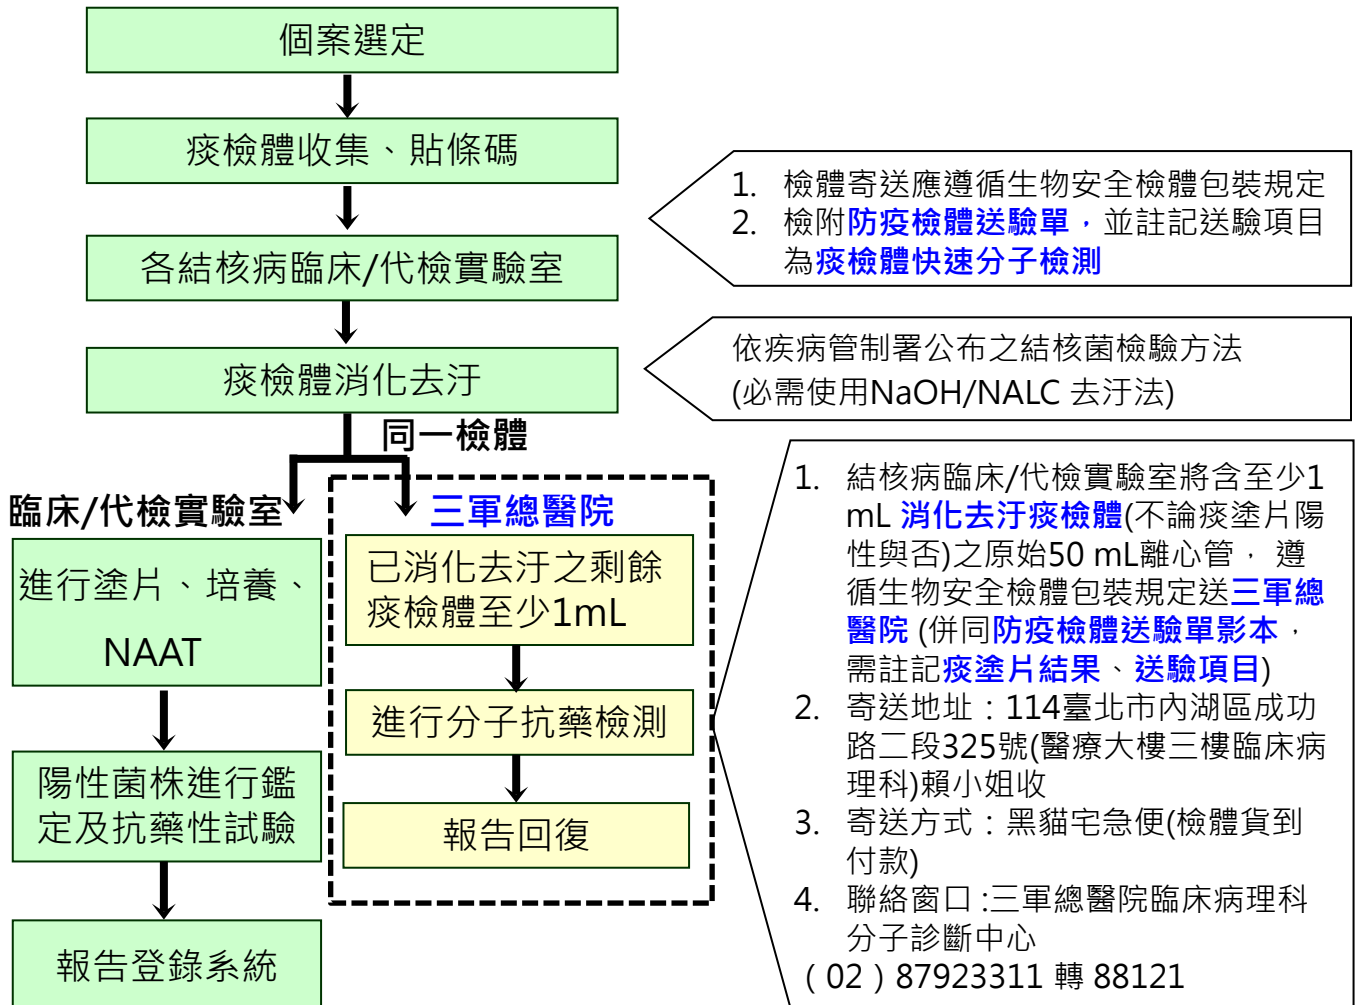 個案選定
痰檢體收集、貼條碼
1. 檢體寄送應遵循生物安全檢體包裝規定
2. 檢附防疫檢體送驗單，並註記送驗項目
為痰檢體快速分子檢測
各結核病臨床/代檢實驗室
依疾病管制署公布之結核菌檢驗方法
(必需使用NaOH/NALC 去汙法)
痰檢體消化去汙
同一檢體
臨床/代檢實驗室
進行塗片、培養、
NAAT
陽性菌株進行鑑
定及抗藥性試驗
報告登錄系統
三軍總醫院
已消化去汙之剩餘
痰檢體至少1mL
進行分子抗藥檢測
報告回復
1. 結核病臨床/代檢實驗室將含至少1
mL 消化去汙痰檢體(不論痰塗片陽
性與否)之原始50 mL離心管， 遵
循生物安全檢體包裝規定送三軍總
醫院 (併同防疫檢體送驗單影本，
需註記痰塗片結果、送驗項目)
2. 寄送地址：114臺北市內湖區成功
路二段325號(醫療大樓三樓臨床病
理科)賴小姐收
3. 寄送方式：黑貓宅急便(檢體貨到
付款)
4. 聯絡窗口 :三軍總醫院臨床病理科
分子診斷中心
（02）87923311 轉 88121